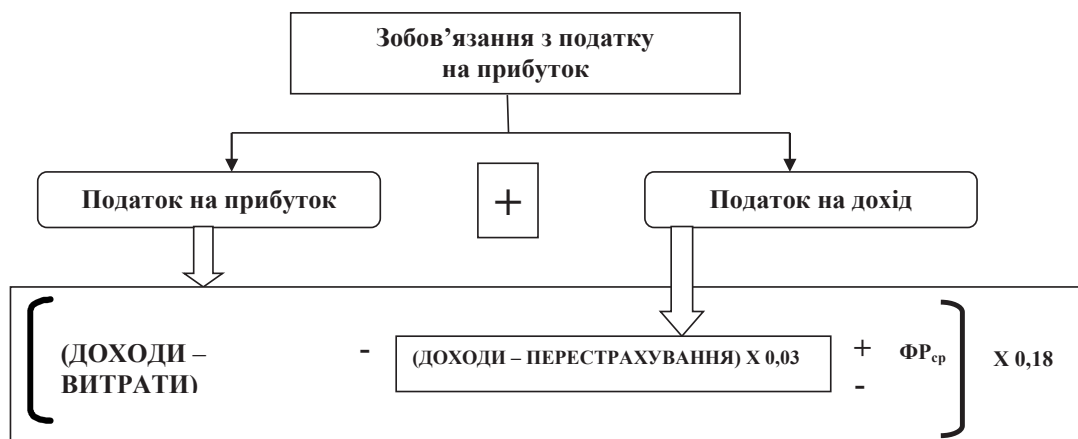 Зобов’язання з податку
на прибуток
Податок на прибуток
+
Податок на дохід
(ДОХОДИ –
ВИТРАТИ)
-
(ДОХОДИ – ПЕРЕСТРАХУВАННЯ) Х 0,03
+
-
ФРср
Х 0,18